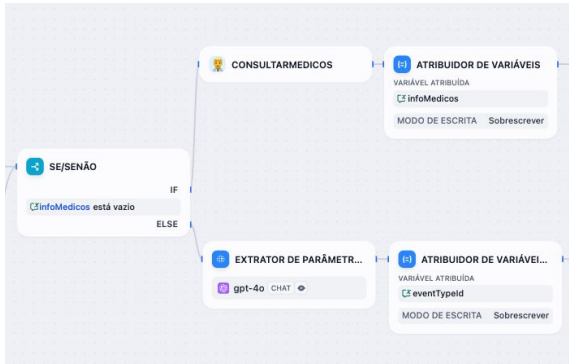 CONSULTARMEDICOS
ATRIBUIDOR DE VARIÁVEIS
VARIÁVEL ATRIBUÍDA
infoMedicos
MODO DE ESCRITA Sobrescrever
SE/SENÃO
IF
infoMedicos está vazio
ELSE
EXTRATOR DE PARÂMETR...
gpt-4o CHAT
ATRIBUIDOR DE VARIÁVEI...
VARIÁVEL ATRIBUÍDA
eventTypeId
MODO DE ESCRITA Sobrescrever